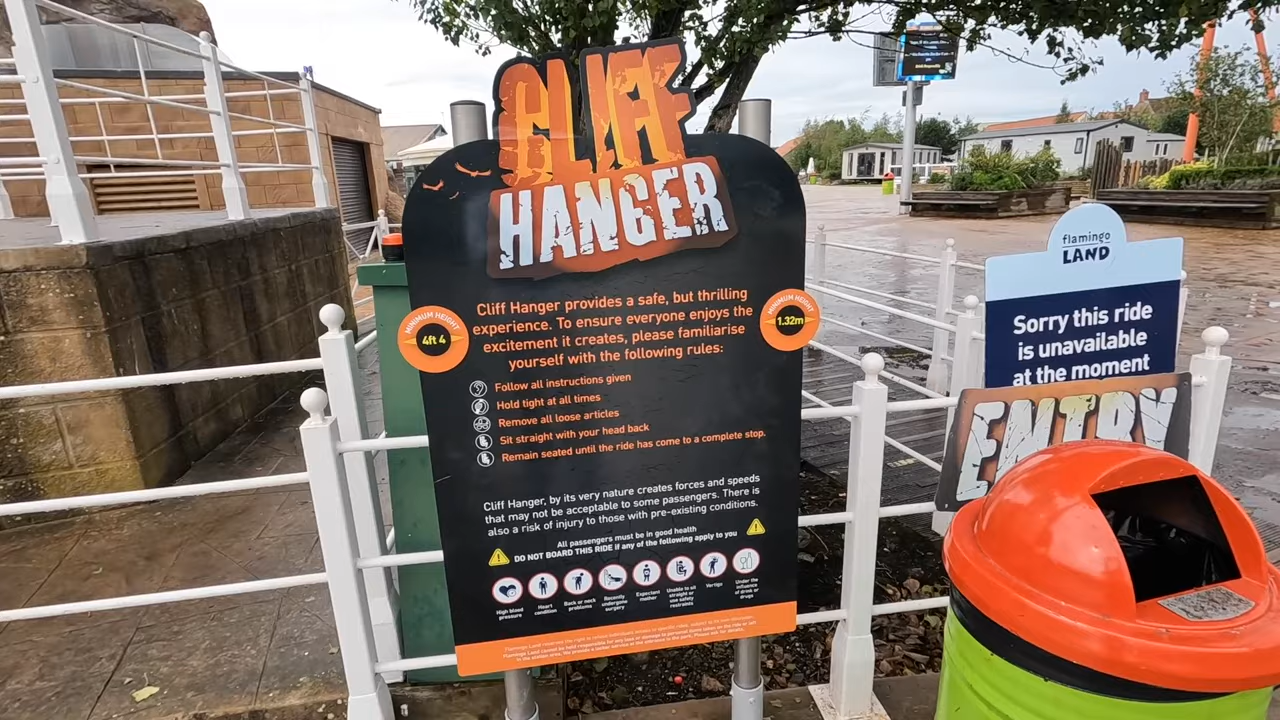 CLIFF
HANGER
MINIMUM HEIGHT
4ft 4
MINIMUM HEIGHT
1.32m
Cliff Hanger provides a safe, but thrilling
experience. To ensure everyone enjoys the
excitement it creates, please familiarise
yourself with the following rules:
Follow all instructions given
Hold tight at all times
Remove all loose articles
Sit straight with your head back
Remain seated until the ride has come to a complete stop.
Cliff Hanger, by its very nature creates forces and speeds
that may not be acceptable to some passengers. There is
also a risk of injury to those with pre-existing conditions.
All passengers must be in good health
DO NOT BOARD THIS RIDE if any of the following apply to you
High blood
pressure
Heart
condition
Back or neck
problems
Recently
undergone
surgery
Expectant
mother
Unable to sit
straight or
use safety
restraints
Vertigo
Under the
influence
of drink or
drugs
flamingo
LAND
Sorry this ride
is unavailable
at the moment
ENTRY